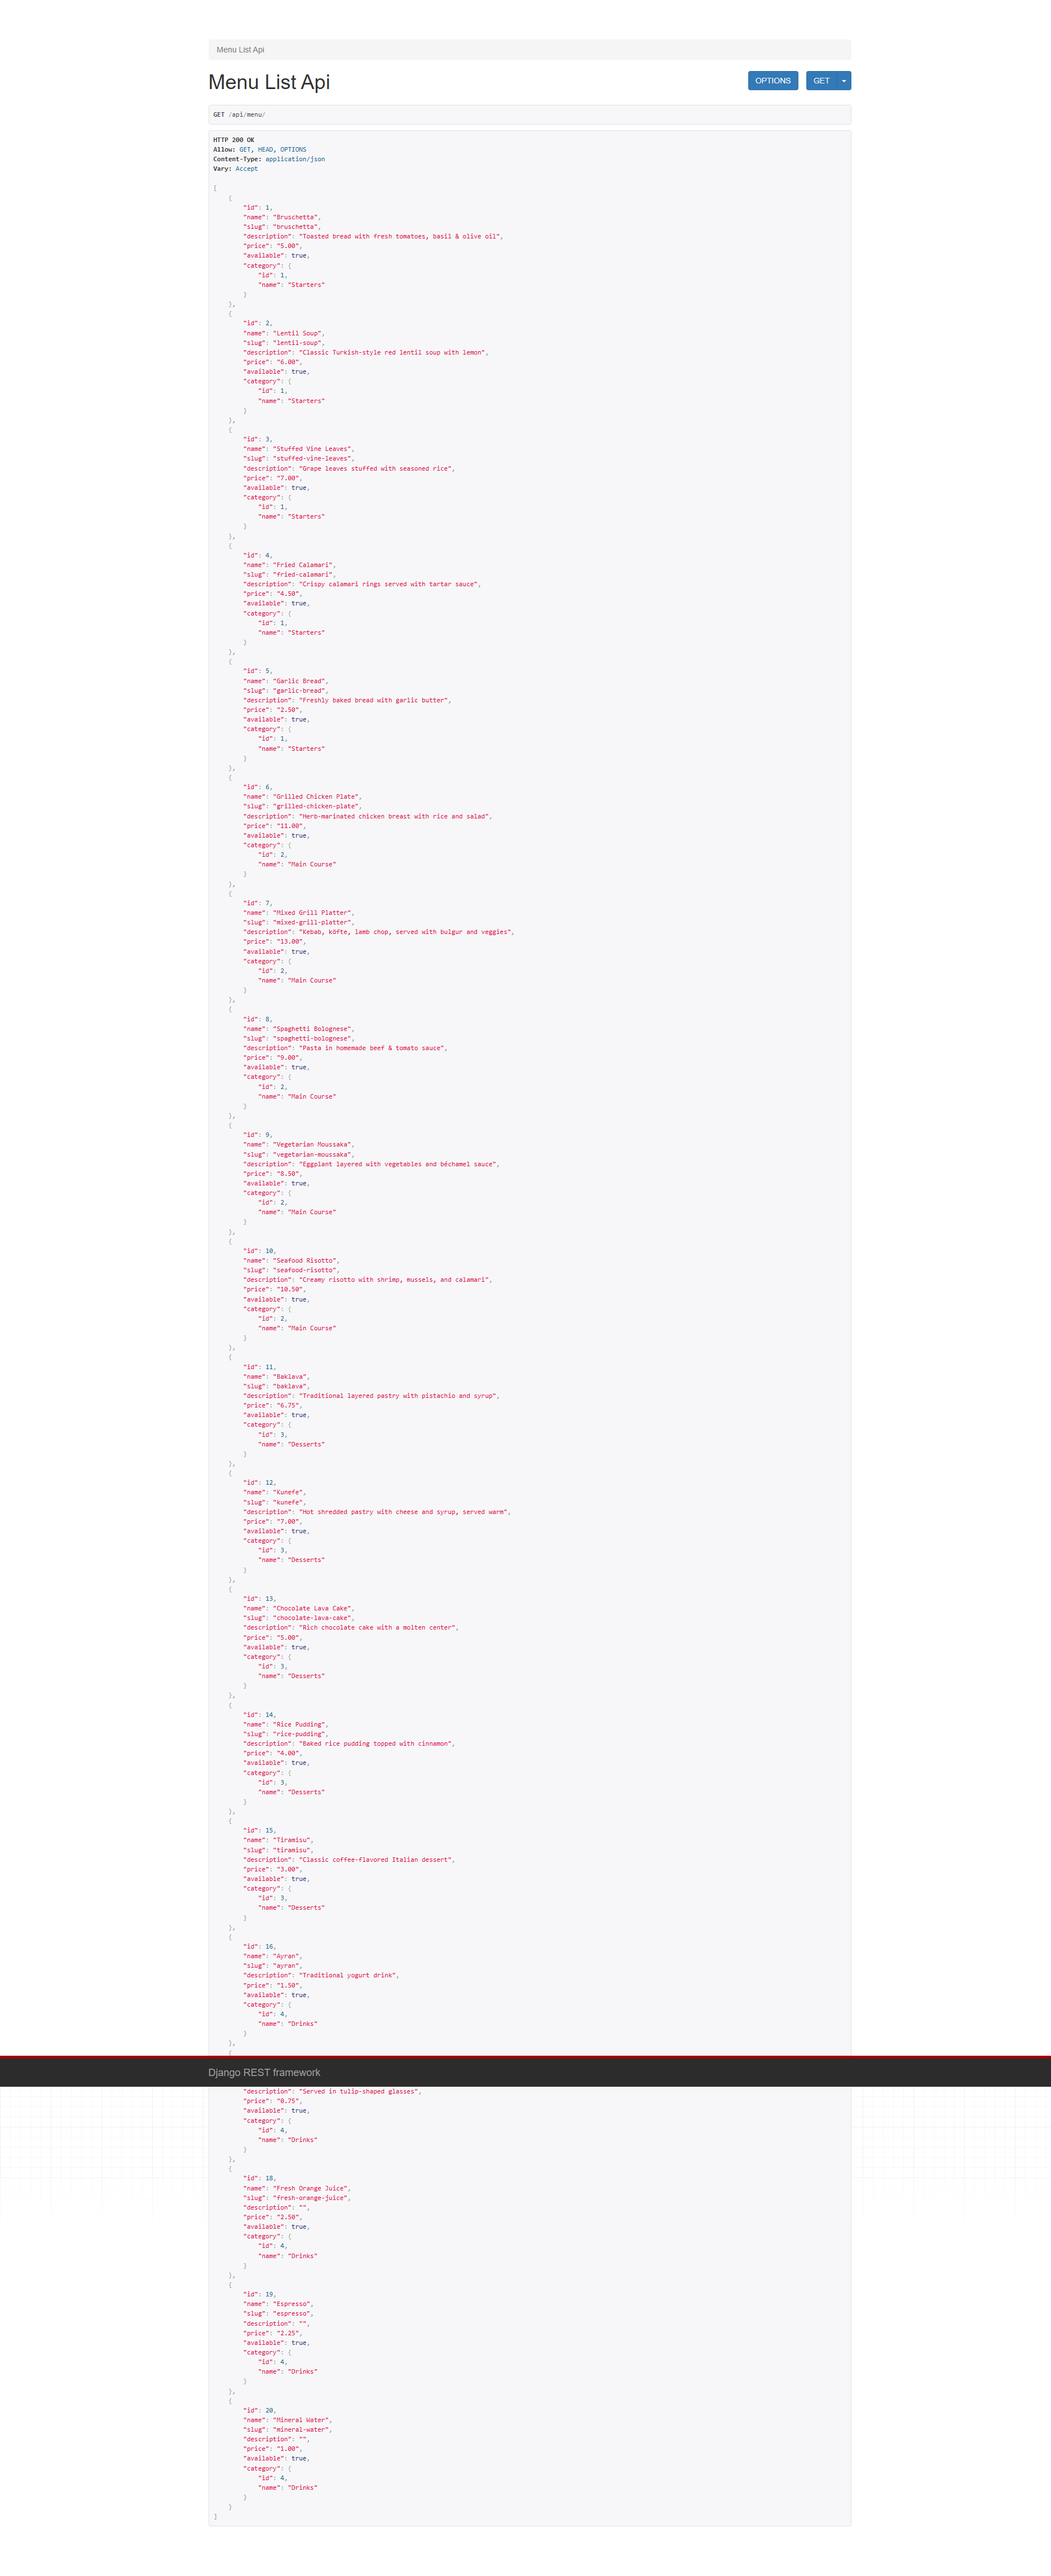 Menu List Api
Menu List Api
OPTIONS GET
GET /api/menu/
HTTP 200 OK
Allow: GET, HEAD, OPTIONS
Content-Type: application/json
Vary: Accept
[
    {
        "id": 1,
        "name": "Bruschetta",
        "slug": "bruschetta",
        "description": "Toasted bread with fresh tomatoes, basil & olive oil",
        "price": "5.00",
        "available": true,
        "category": {
            "id": 1,
            "name": "Starters"
        }
    },
    {
        "id": 2,
        "name": "Lentil Soup",
        "slug": "lentil-soup",
        "description": "Classic Turkish-style red lentil soup with lemon",
        "price": "6.00",
        "available": true,
        "category": {
            "id": 1,
            "name": "Starters"
        }
    },
    {
        "id": 3,
        "name": "Stuffed Vine Leaves",
        "slug": "stuffed-vine-leaves",
        "description": "Grape leaves stuffed with seasoned rice",
        "price": "7.00",
        "available": true,
        "category": {
            "id": 1,
            "name": "Starters"
        }
    },
    {
        "id": 4,
        "name": "Fried Calamari",
        "slug": "fried-calamari",
        "description": "Crispy calamari rings served with tartar sauce",
        "price": "4.50",
        "available": true,
        "category": {
            "id": 1,
            "name": "Starters"
        }
    },
    {
        "id": 5,
        "name": "Garlic Bread",
        "slug": "garlic-bread",
        "description": "Freshly baked bread with garlic butter",
        "price": "2.50",
        "available": true,
        "category": {
            "id": 1,
            "name": "Starters"
        }
    },
    {
        "id": 6,
        "name": "Grilled Chicken Plate",
        "slug": "grilled-chicken-plate",
        "description": "Herb-marinated chicken breast with rice and salad",
        "price": "11.00",
        "available": true,
        "category": {
            "id": 2,
            "name": "Main Course"
        }
    },
    {
        "id": 7,
        "name": "Mixed Grill Platter",
        "slug": "mixed-grill-platter",
        "description": "Kebab, köfte, lamb chop, served with bulgur and veggies",
        "price": "13.00",
        "available": true,
        "category": {
            "id": 2,
            "name": "Main Course"
        }
    },
    {
        "id": 8,
        "name": "Spaghetti Bolognese",
        "slug": "spaghetti-bolognese",
        "description": "Pasta in homemade beef & tomato sauce",
        "price": "9.00",
        "available": true,
        "category": {
            "id": 2,
            "name": "Main Course"
        }
    },
    {
        "id": 9,
        "name": "Vegetarian Moussaka",
        "slug": "vegetarian-moussaka",
        "description": "Eggplant layered with vegetables and béchamel sauce",
        "price": "8.50",
        "available": true,
        "category": {
            "id": 2,
            "name": "Main Course"
        }
    },
    {
        "id": 10,
        "name": "Seafood Risotto",
        "slug": "seafood-risotto",
        "description": "Creamy risotto with shrimp, mussels, and calamari",
        "price": "10.50",
        "available": true,
        "category": {
            "id": 2,
            "name": "Main Course"
        }
    },
    {
        "id": 11,
        "name": "Baklava",
        "slug": "baklava",
        "description": "Traditional layered pastry with pistachio and syrup",
        "price": "6.75",
        "available": true,
        "category": {
            "id": 3,
            "name": "Desserts"
        }
    },
    {
        "id": 12,
        "name": "Kunefe",
        "slug": "kunefe",
        "description": "Hot shredded pastry with cheese and syrup, served warm",
        "price": "7.00",
        "available": true,
        "category": {
            "id": 3,
            "name": "Desserts"
        }
    },
    {
        "id": 13,
        "name": "Chocolate Lava Cake",
        "slug": "chocolate-lava-cake",
        "description": "Rich chocolate cake with a molten center",
        "price": "5.00",
        "available": true,
        "category": {
            "id": 3,
            "name": "Desserts"
        }
    },
    {
        "id": 14,
        "name": "Rice Pudding",
        "slug": "rice-pudding",
        "description": "Baked rice pudding topped with cinnamon",
        "price": "4.00",
        "available": true,
        "category": {
            "id": 3,
            "name": "Desserts"
        }
    },
    {
        "id": 15,
        "name": "Tiramisu",
        "slug": "tiramisu",
        "description": "Classic coffee-flavored Italian dessert",
        "price": "3.00",
        "available": true,
        "category": {
            "id": 3,
            "name": "Desserts"
        }
    },
    {
        "id": 16,
        "name": "Ayran",
        "slug": "ayran",
        "description": "Traditional yogurt drink",
        "price": "1.50",
        "available": true,
        "category": {
            "id": 4,
            "name": "Drinks"
        }
    },
    {
Django REST framework
        "description": "Served in tulip-shaped glasses",
        "price": "0.75",
        "available": true,
        "category": {
            "id": 4,
            "name": "Drinks"
        }
    },
    {
        "id": 18,
        "name": "Fresh Orange Juice",
        "slug": "fresh-orange-juice",
        "description": "",
        "price": "2.50",
        "available": true,
        "category": {
            "id": 4,
            "name": "Drinks"
        }
    },
    {
        "id": 19,
        "name": "Espresso",
        "slug": "espresso",
        "description": "",
        "price": "2.25",
        "available": true,
        "category": {
            "id": 4,
            "name": "Drinks"
        }
    },
    {
        "id": 20,
        "name": "Mineral Water",
        "slug": "mineral-water",
        "description": "",
        "price": "1.00",
        "available": true,
        "category": {
            "id": 4,
            "name": "Drinks"
        }
    }
]